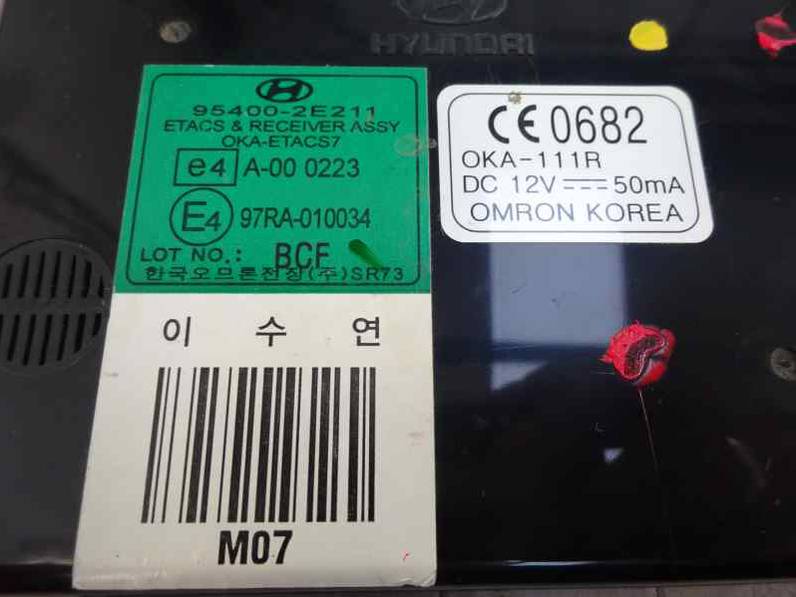 HYUNDAI
95400-2E211
ETACS & RECEIVER ASSY
OKA-ETACS7
e4 A-00 0223
E4 97RA-010034
LOT NO.: BCF
한국오므론전장(주)SR73
이 수 연
M07
CE 0682
OKA-111R
DC 12V ⎓ 50mA
OMRON KOREA